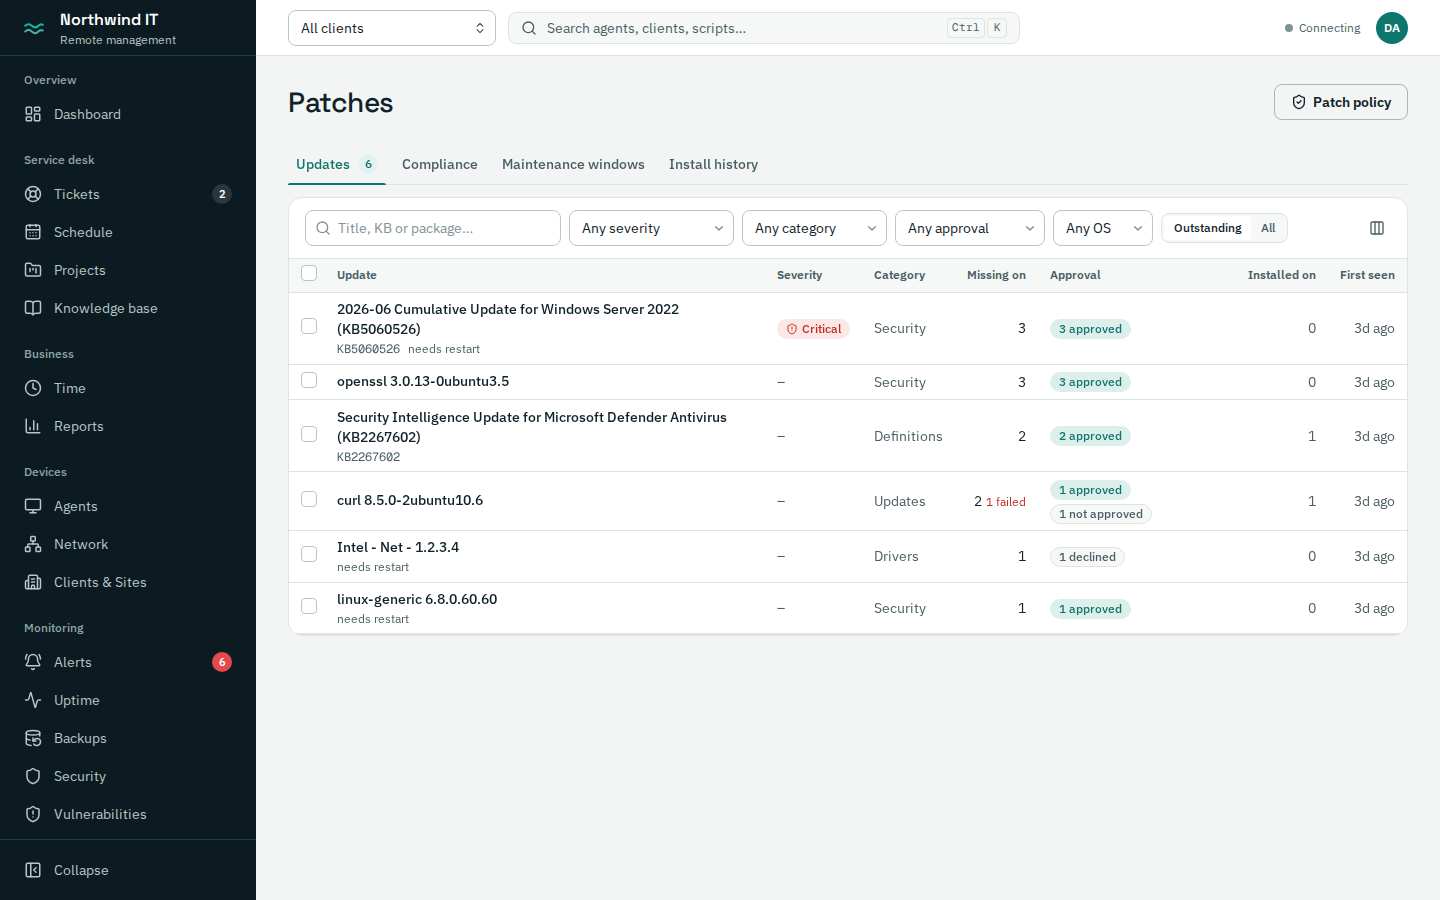 Northwind IT
Remote management
All clients
Search agents, clients, scripts...
Ctrl K
Connecting
DA
Overview
Dashboard
Service desk
Tickets 2
Schedule
Projects
Knowledge base
Business
Time
Reports
Devices
Agents
Network
Clients & Sites
Monitoring
Alerts 6
Uptime
Backups
Security
Vulnerabilities
Collapse
Patches
Patch policy
Updates 6 Compliance Maintenance windows Install history
Title, KB or package... Any severity Any category Any approval Any OS Outstanding All
Update Severity Category Missing on Approval Installed on First seen
2026-06 Cumulative Update for Windows Server 2022
(KB5060526)
KB5060526 needs restart
Critical Security 3 3 approved 0 3d ago
openssl 3.0.13-0ubuntu3.5 – Security 3 3 approved 0 3d ago
Security Intelligence Update for Microsoft Defender Antivirus
(KB2267602)
KB2267602
– Definitions 2 2 approved 1 3d ago
curl 8.5.0-2ubuntu10.6 – Updates 2 1 failed 1 approved 1 3d ago
1 not approved
Intel - Net - 1.2.3.4
needs restart
– Drivers 1 1 declined 0 3d ago
linux-generic 6.8.0.60.60
needs restart
– Security 1 1 approved 0 3d ago